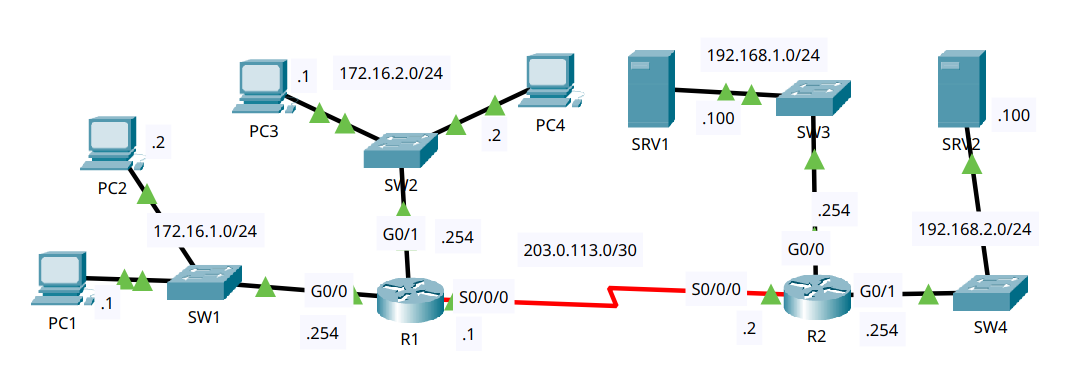 192.168.1.0/24
172.16.2.0/24
.1
PC3
PC4
.2
.100
SRV1
SW3
.100
SRV2
.2
PC2
SW2
172.16.1.0/24
G0/1
.254
203.0.113.0/30
.254
G0/0
192.168.2.0/24
PC1
.1
SW1
G0/0
.254
R1
S0/0/0
.1
S0/0/0
.2
R2
G0/1
.254
SW4